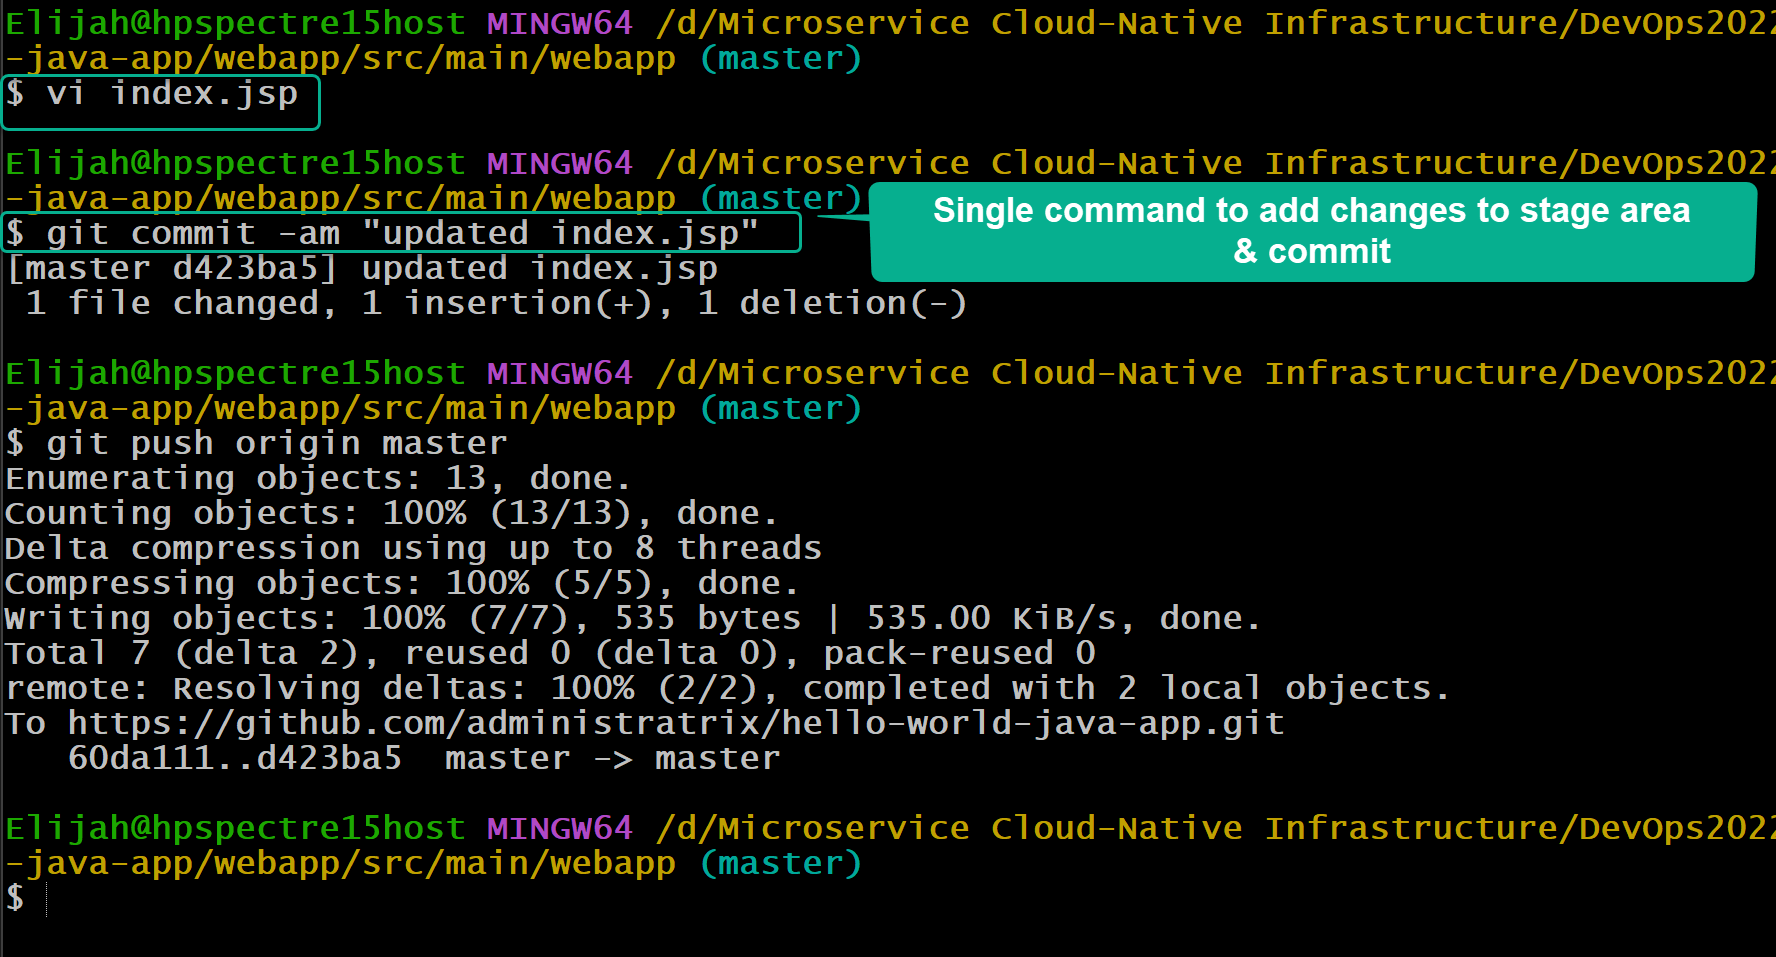 Elijah@hpspectre15host MINGW64 /d/Microservice Cloud-Native Infrastructure/DevOps2022
-java-app/webapp/src/main/webapp (master)
$ vi index.jsp
Elijah@hpspectre15host MINGW64 /d/Microservice Cloud-Native Infrastructure/DevOps2022
-java-app/webapp/src/main/webapp (master)
Single command to add changes to stage area
& commit
$ git commit -am "updated index.jsp"
[master d423ba5] updated index.jsp
 1 file changed, 1 insertion(+), 1 deletion(-)
Elijah@hpspectre15host MINGW64 /d/Microservice Cloud-Native Infrastructure/DevOps2022
-java-app/webapp/src/main/webapp (master)
$ git push origin master
Enumerating objects: 13, done.
Counting objects: 100% (13/13), done.
Delta compression using up to 8 threads
Compressing objects: 100% (5/5), done.
Writing objects: 100% (7/7), 535 bytes | 535.00 KiB/s, done.
Total 7 (delta 2), reused 0 (delta 0), pack-reused 0
remote: Resolving deltas: 100% (2/2), completed with 2 local objects.
To https://github.com/administratrix/hello-world-java-app.git
   60da111..d423ba5  master -> master
Elijah@hpspectre15host MINGW64 /d/Microservice Cloud-Native Infrastructure/DevOps2022
-java-app/webapp/src/main/webapp (master)
$